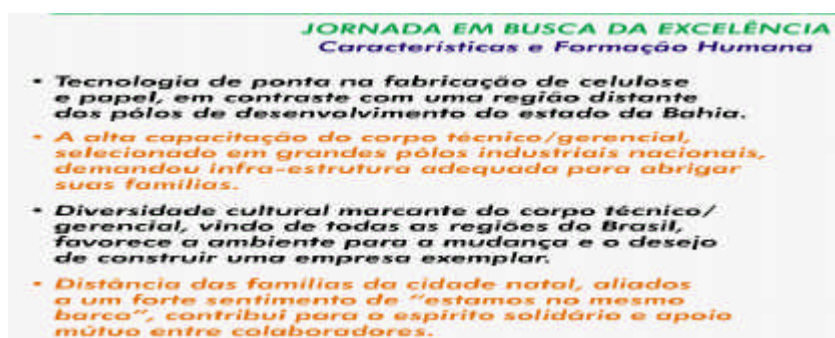 JORNADA EM BUSCA DA EXCELÊNCIA
Características e Formação Humana
• Tecnologia de ponta na fabricação de celulose
e papel, em contraste com uma região distante
dos pólos de desenvolvimento do estado da Bahia.
• A alta capacitação do corpo técnico/gerencial,
selecionado em grandes pólos industriais nacionais,
demandou infra-estrutura adequada para abrigar
suas famílias.
• Diversidade cultural marcante do corpo técnico/
gerencial, vindo de todas as regiões do Brasil,
favorece a ambiente para a mudança e o desejo
de construir uma empresa exemplar.
• Distância das famílias da cidade natal, aliados
a um forte sentimento de “estamos no mesmo
barco”, contribui para o espírito solidário e apoio
mútuo entre colaboradores.